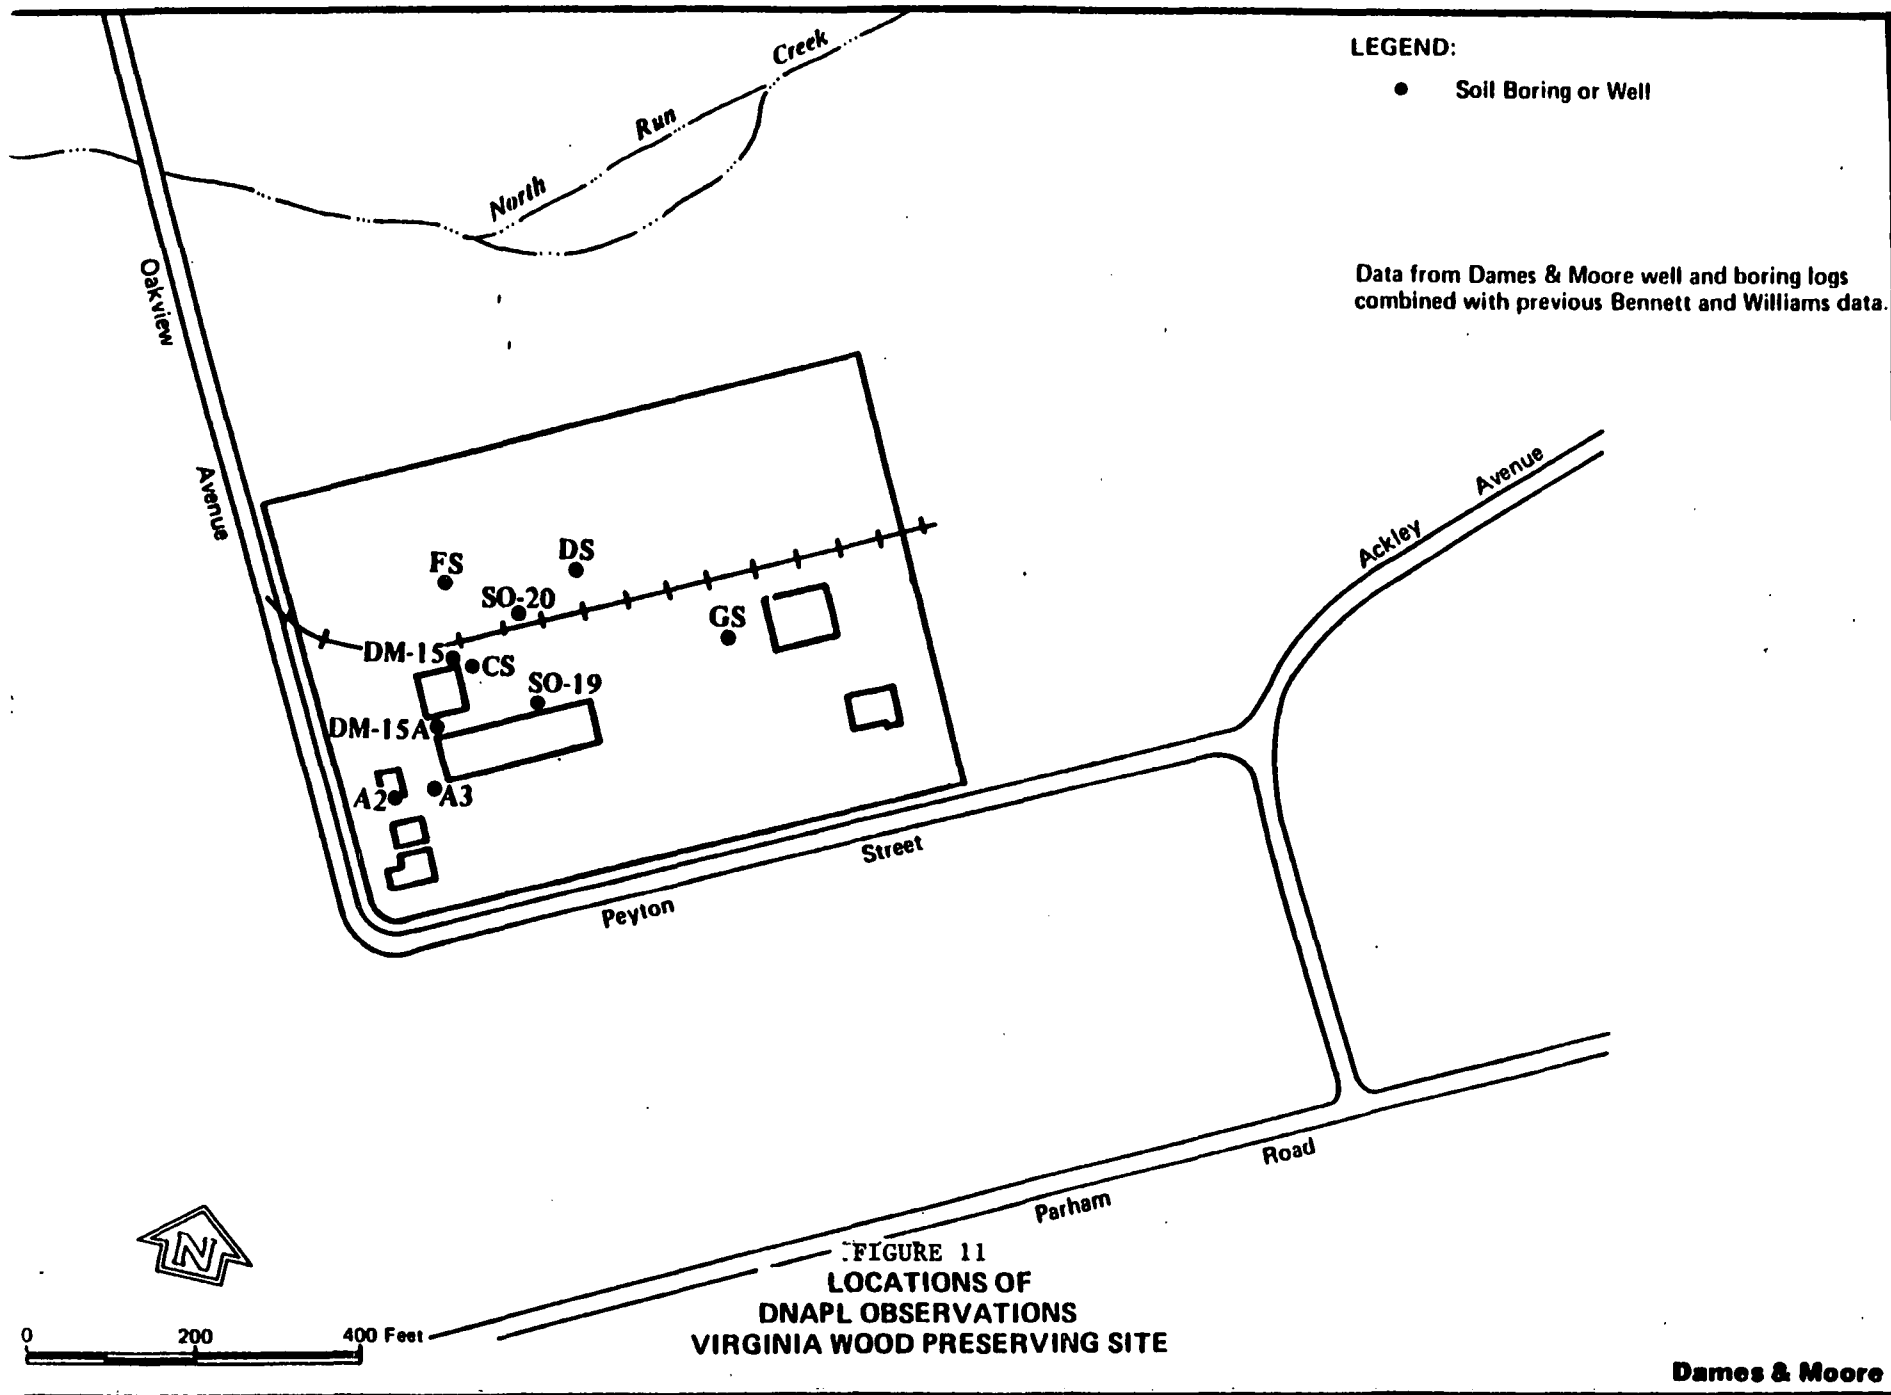 LEGEND:
Soil Boring or Well
Data from Dames & Moore well and boring logs
combined with previous Bennett and Williams data.
North Run Creek
Oakview Avenue
Ackley Avenue
FS
DS
SO-20
GS
DM-15
CS
SO-19
DM-15A
A2
A3
Peyton Street
Parham Road
N
0 200 400 Feet
FIGURE 11
LOCATIONS OF
DNAPL OBSERVATIONS
VIRGINIA WOOD PRESERVING SITE
Dames & Moore